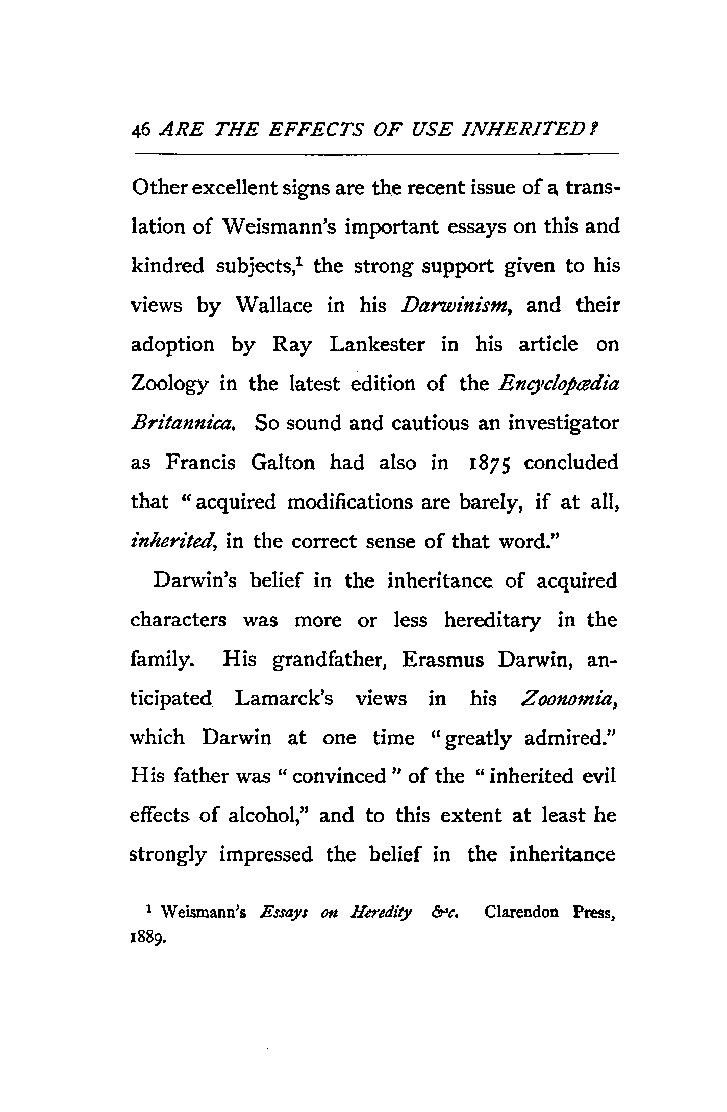 46 ARE THE EFFECTS OF USE INHERITED?
Other excellent signs are the recent issue of a trans-
lation of Weismann's important essays on this and
kindred subjects,¹ the strong support given to his
views by Wallace in his Darwinism, and their
adoption by Ray Lankester in his article on
Zoology in the latest edition of the Encyclopædia
Britannica. So sound and cautious an investigator
as Francis Galton had also in 1875 concluded
that “acquired modifications are barely, if at all,
inherited, in the correct sense of that word.”
Darwin's belief in the inheritance of acquired
characters was more or less hereditary in the
family. His grandfather, Erasmus Darwin, an-
ticipated Lamarck's views in his Zoonomia,
which Darwin at one time “greatly admired.”
His father was “convinced” of the “inherited evil
effects of alcohol,” and to this extent at least he
strongly impressed the belief in the inheritance
¹ Weismann's Essays on Heredity &c. Clarendon Press,
1889.